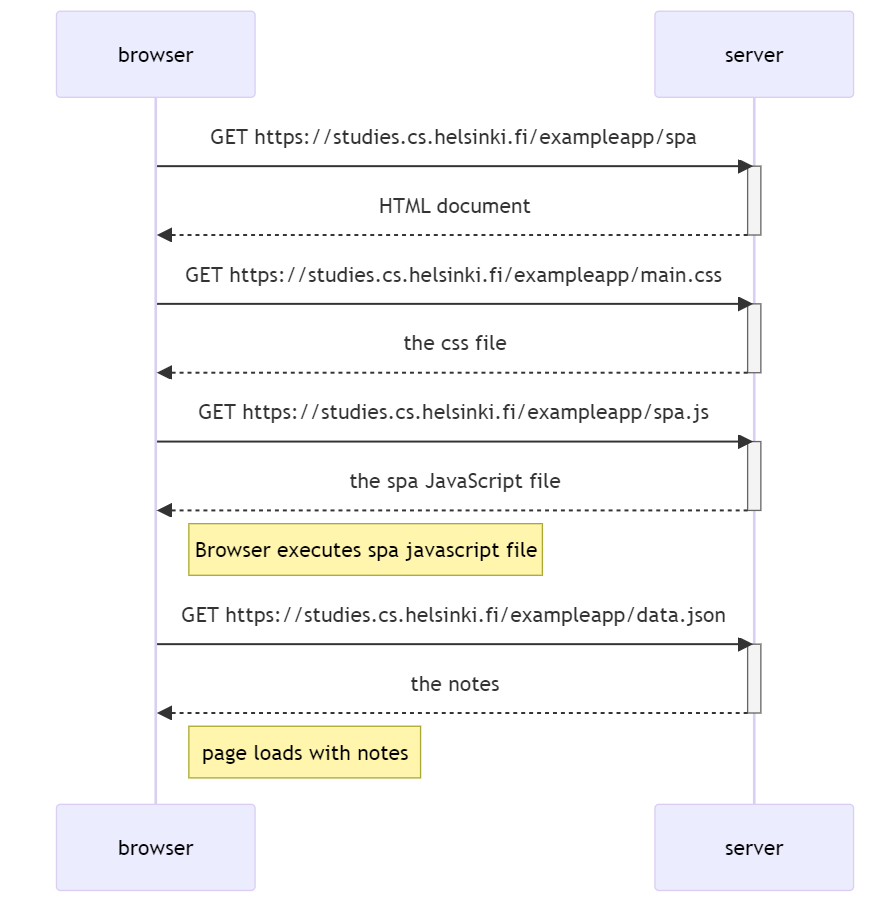 browser
server
GET https://studies.cs.helsinki.fi/exampleapp/spa
HTML document
GET https://studies.cs.helsinki.fi/exampleapp/main.css
the css file
GET https://studies.cs.helsinki.fi/exampleapp/spa.js
the spa JavaScript file
Browser executes spa javascript file
GET https://studies.cs.helsinki.fi/exampleapp/data.json
the notes
page loads with notes
browser
server